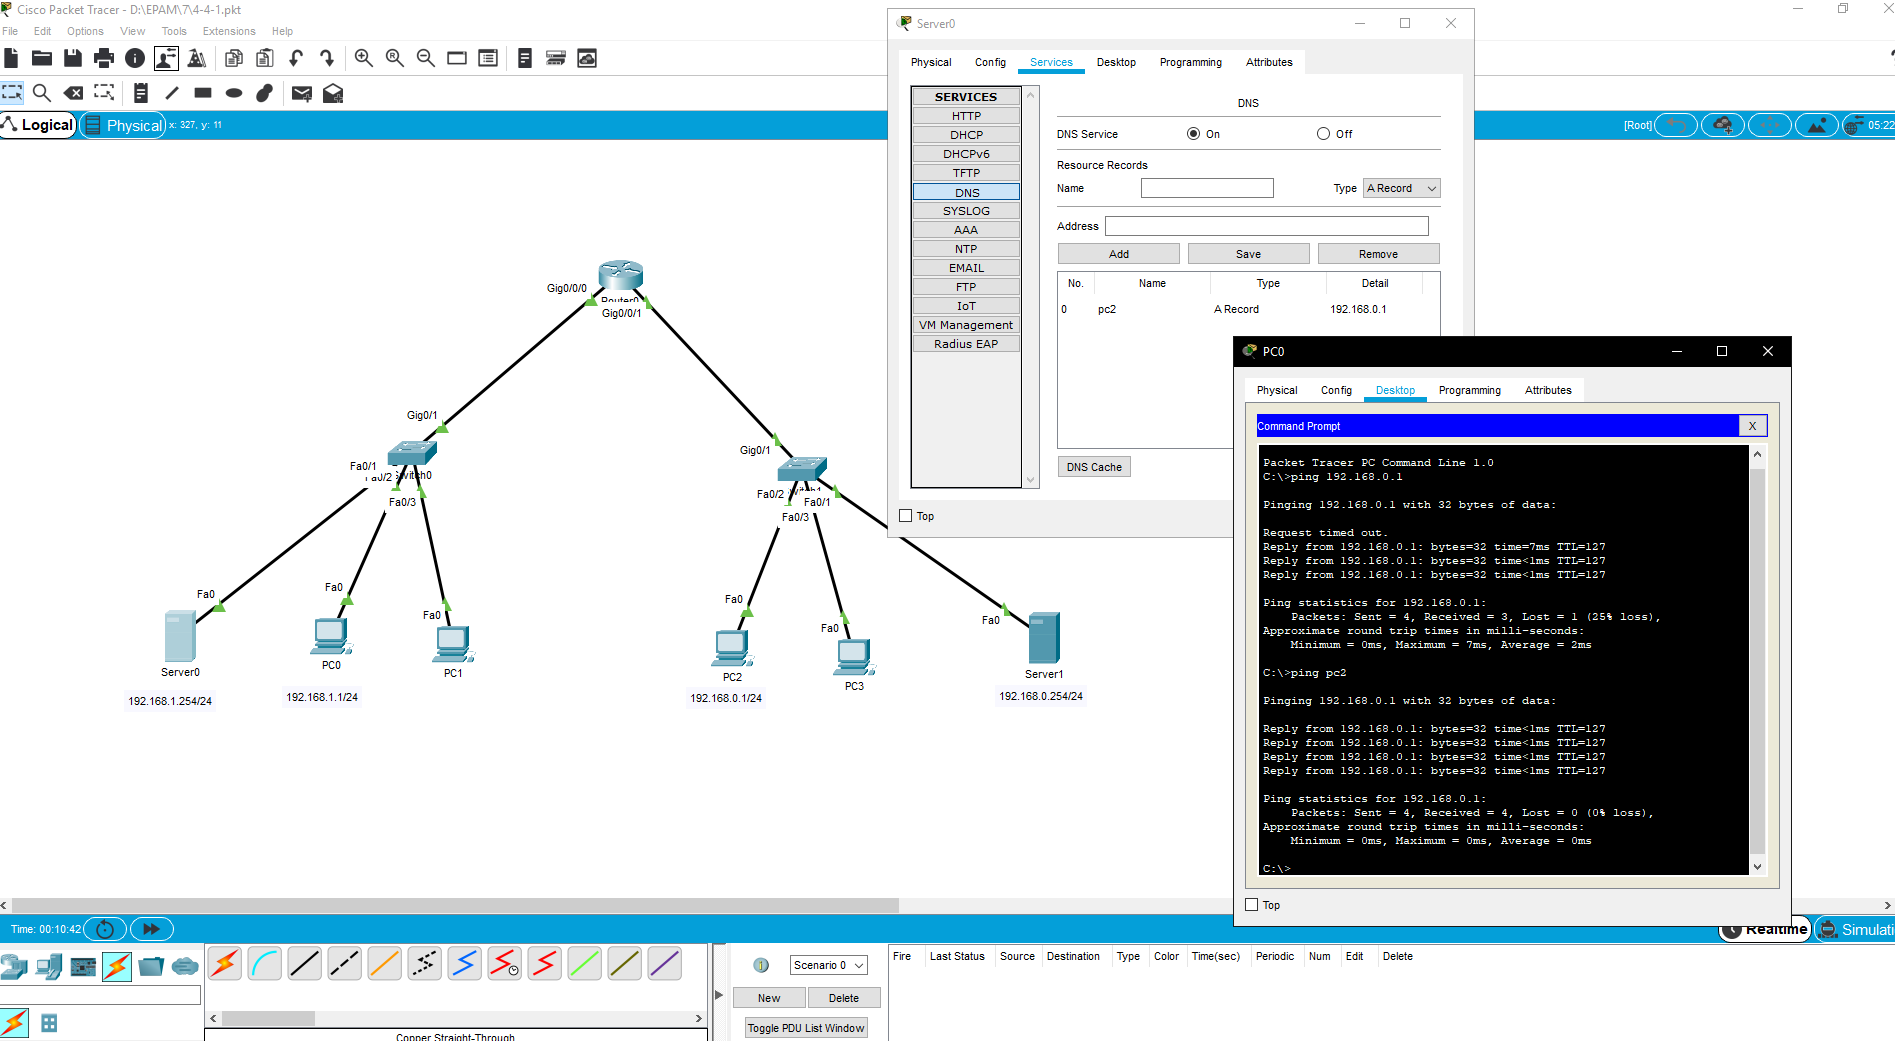 Cisco Packet Tracer - D:\EPAM\7\4-4-1.pkt
File Edit Options View Tools Extensions Help
Logical Physical x: 327, y: 11
[Root] 05:22
Gig0/0/0
Router0
Gig0/0/1
Gig0/1
Fa0/1
Fa0/2 Switch0
Fa0/3
Gig0/1
Fa0/2
Fa0/1
Fa0/3
Fa0
Server0
192.168.1.254/24
Fa0
PC0
192.168.1.1/24
Fa0
PC1
Fa0
PC2
192.168.0.1/24
Fa0
PC3
Fa0
Server1
192.168.0.254/24
Server0
Physical Config Services Desktop Programming Attributes
SERVICES
HTTP
DHCP
DHCPv6
TFTP
DNS
SYSLOG
AAA
NTP
EMAIL
FTP
IoT
VM Management
Radius EAP
DNS
DNS Service On Off
Resource Records
Name Type A Record
Address
Add Save Remove
No. Name Type Detail
0 pc2 A Record 192.168.0.1
DNS Cache
Top
PC0
Physical Config Desktop Programming Attributes
Command Prompt X
Packet Tracer PC Command Line 1.0
C:\>ping 192.168.0.1
Pinging 192.168.0.1 with 32 bytes of data:
Request timed out.
Reply from 192.168.0.1: bytes=32 time=7ms TTL=127
Reply from 192.168.0.1: bytes=32 time<1ms TTL=127
Reply from 192.168.0.1: bytes=32 time<1ms TTL=127
Ping statistics for 192.168.0.1:
Packets: Sent = 4, Received = 3, Lost = 1 (25% loss),
Approximate round trip times in milli-seconds:
Minimum = 0ms, Maximum = 7ms, Average = 2ms
C:\>ping pc2
Pinging 192.168.0.1 with 32 bytes of data:
Reply from 192.168.0.1: bytes=32 time<1ms TTL=127
Reply from 192.168.0.1: bytes=32 time<1ms TTL=127
Reply from 192.168.0.1: bytes=32 time<1ms TTL=127
Reply from 192.168.0.1: bytes=32 time<1ms TTL=127
Ping statistics for 192.168.0.1:
Packets: Sent = 4, Received = 4, Lost = 0 (0% loss),
Approximate round trip times in milli-seconds:
Minimum = 0ms, Maximum = 0ms, Average = 0ms
C:\>
Top
Time: 00:10:42
Realtime Simulati
Scenario 0
New Delete
Toggle PDU List Window
Fire Last Status Source Destination Type Color Time(sec) Periodic Num Edit Delete
Copper Straight-Through